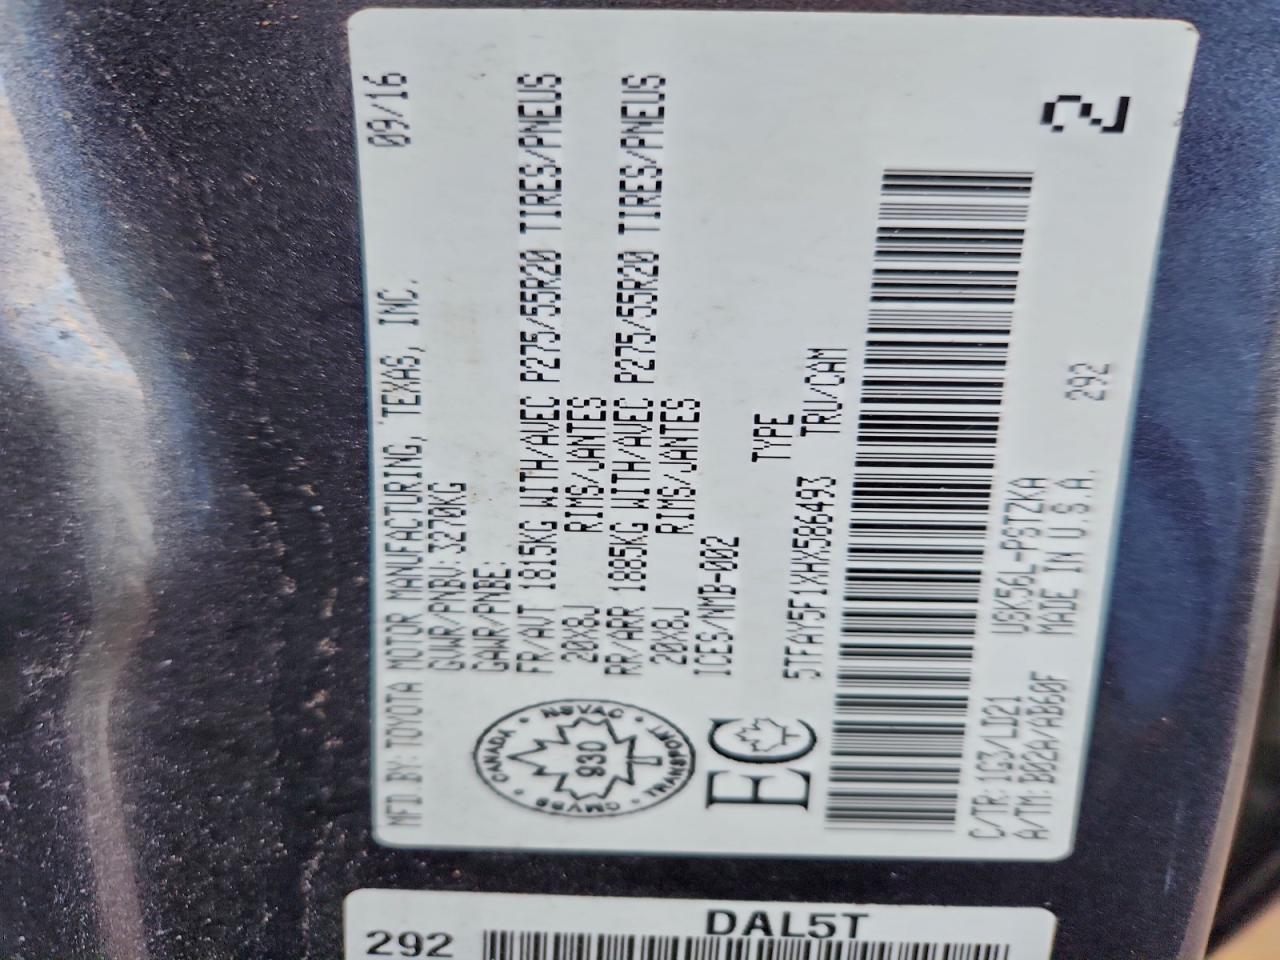 MFD. BY: TOYOTA MOTOR MANUFACTURING, TEXAS, INC. 09/16
GVWR/PNBV: 3270KG
GAWR/PNBE:
FR/AVT 1815KG WITH/AVEC P275/55R20 TIRES/PNEUS
20X8J RIMS/JANTES
RR/ARR 1885KG WITH/AVEC P275/55R20 TIRES/PNEUS
20X8J RIMS/JANTES
ICES/NMB-002
TYPE
5TFAY5F1XHX586493 TRU/CAM
CANADA · NSVAC · TRANSPORT · CMVSS
930
EC
C/TR: 1G3/LD21 USK56L-PSTZKA
A/TM: B02A/AB60F MADE IN U.S.A. 292
2
DAL5T
292